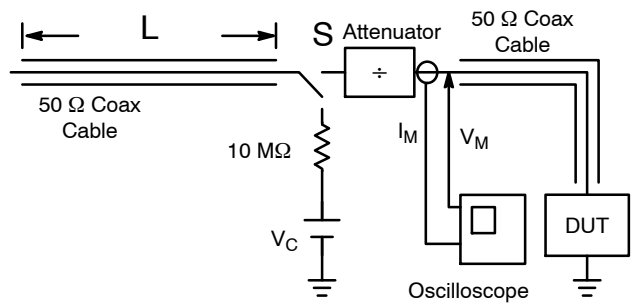 L
S
Attenuator
÷
50 Ω Coax
Cable
50 Ω Coax
Cable
10 MΩ
I_M
V_M
V_C
DUT
Oscilloscope